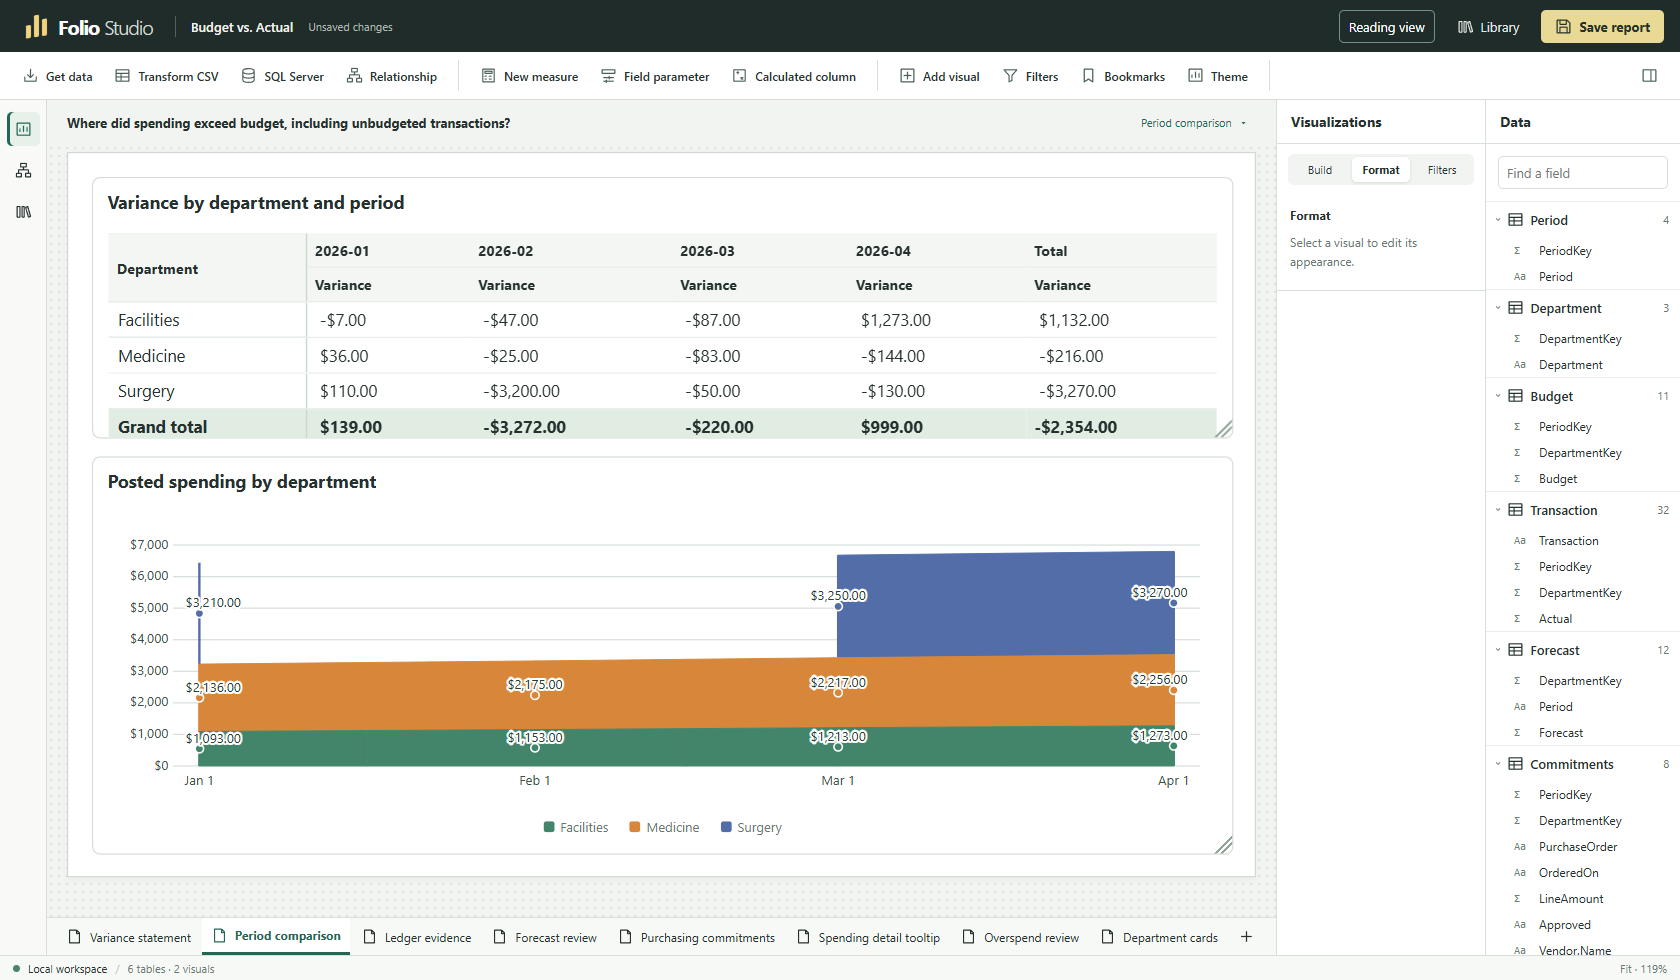 Folio Studio
Budget vs. Actual
Unsaved changes
Reading view
Library
Save report
Get data
Transform CSV
SQL Server
Relationship
New measure
Field parameter
Calculated column
Add visual
Filters
Bookmarks
Theme
Where did spending exceed budget, including unbudgeted transactions?
Period comparison
Variance by department and period
Department 2026-01 2026-02 2026-03 2026-04 Total
Variance Variance Variance Variance Variance
Facilities -$7.00 -$47.00 -$87.00 $1,273.00 $1,132.00
Medicine $36.00 -$25.00 -$83.00 -$144.00 -$216.00
Surgery $110.00 -$3,200.00 -$50.00 -$130.00 -$3,270.00
Grand total $139.00 -$3,272.00 -$220.00 $999.00 -$2,354.00
Posted spending by department
$7,000
$6,000
$5,000
$4,000
$3,000
$2,000
$1,000
$0
$3,210.00 $3,250.00 $3,270.00
$2,136.00 $2,175.00 $2,217.00 $2,256.00
$1,093.00 $1,153.00 $1,213.00 $1,273.00
Jan 1 Feb 1 Mar 1 Apr 1
Facilities Medicine Surgery
Visualizations
Build Format Filters
Format
Select a visual to edit its
appearance.
Data
Find a field
Period 4
Σ PeriodKey
Aa Period
Department 3
Σ DepartmentKey
Aa Department
Budget 11
Σ PeriodKey
Σ DepartmentKey
Σ Budget
Transaction 32
Aa Transaction
Σ PeriodKey
Σ DepartmentKey
Σ Actual
Forecast 12
Σ DepartmentKey
Aa Period
Σ Forecast
Commitments 8
Σ PeriodKey
Σ DepartmentKey
Aa PurchaseOrder
Aa OrderedOn
Σ LineAmount
Aa Approved
Aa Vendor.Name
Variance statement
Period comparison
Ledger evidence
Forecast review
Purchasing commitments
Spending detail tooltip
Overspend review
Department cards
+
Local workspace / 6 tables · 2 visuals
Fit · 119%